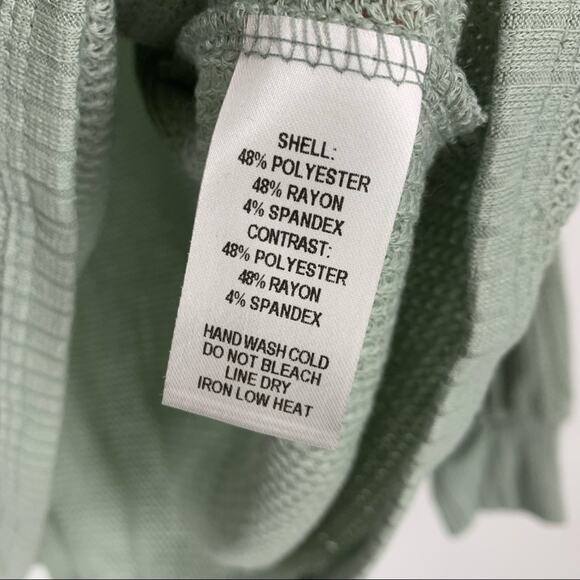 SHELL:
48% POLYESTER
48% RAYON
4% SPANDEX
CONTRAST:
48% POLYESTER
48% RAYON
4% SPANDEX
HAND WASH COLD
DO NOT BLEACH
LINE DRY
IRON LOW HEAT